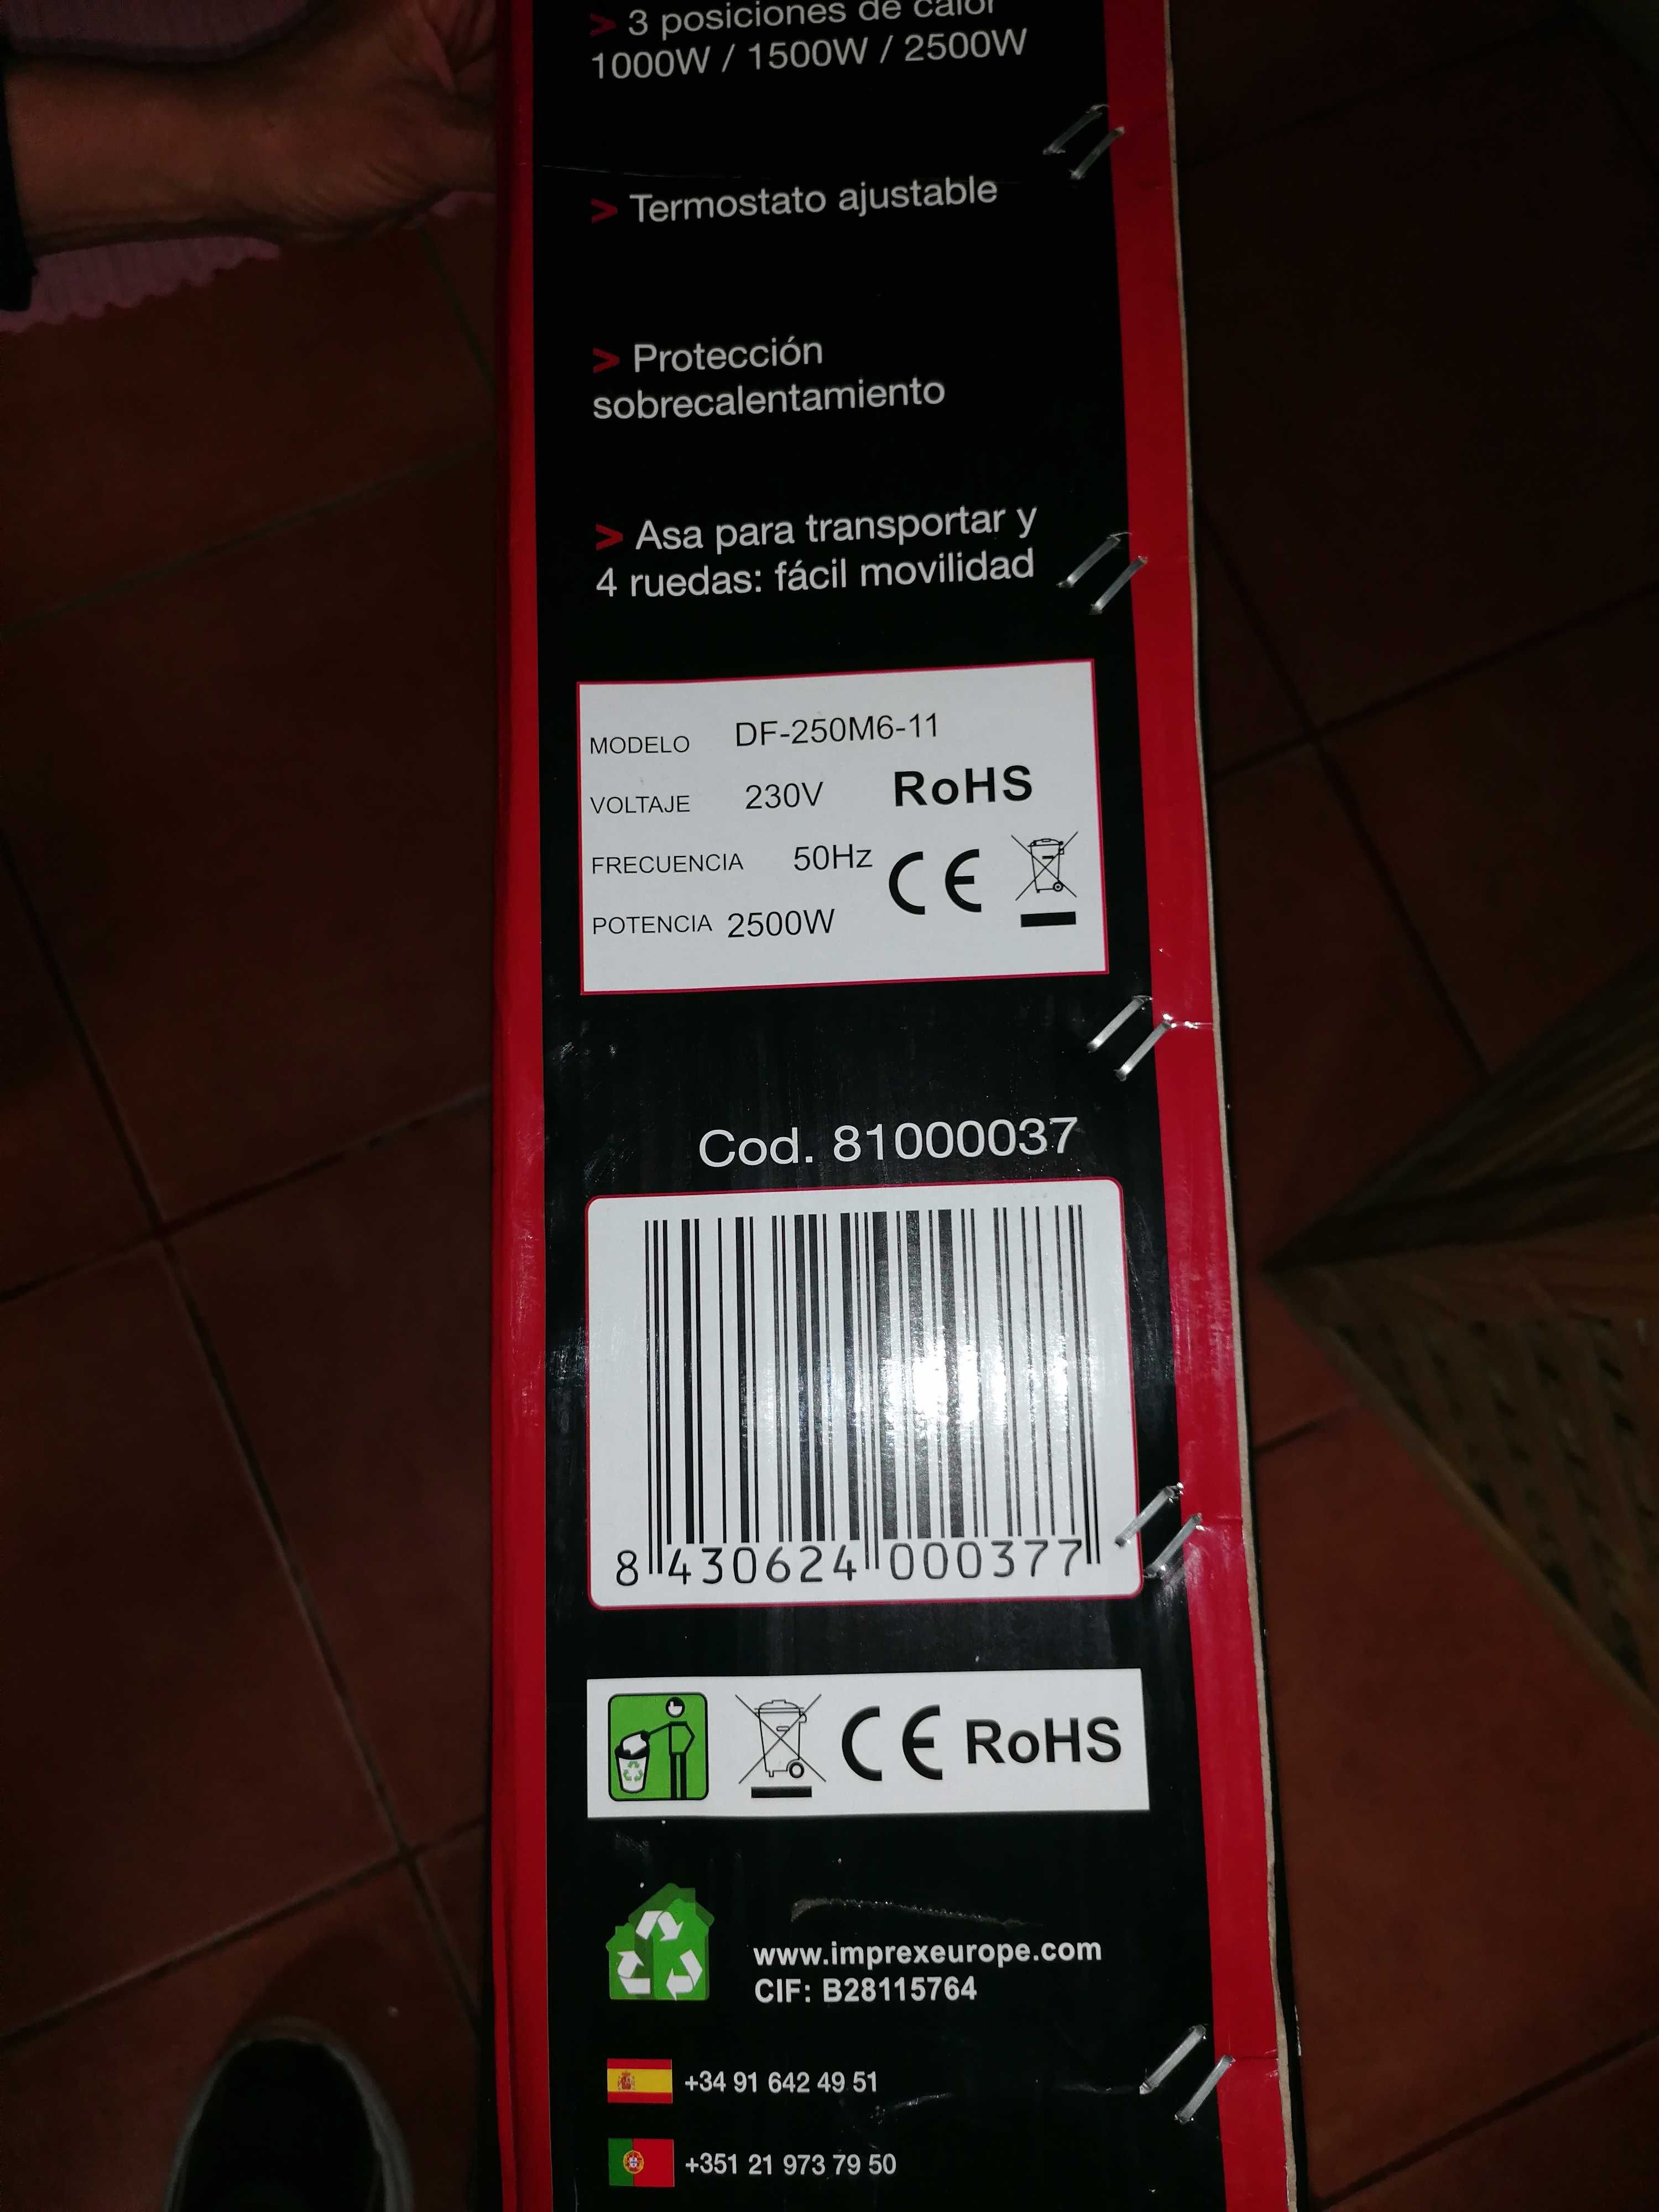 > 3 posiciones de calor
1000W / 1500W / 2500W
> Termostato ajustable
> Protección
sobrecalentamiento
> Asa para transportar y
4 ruedas: fácil movilidad
MODELO DF-250M6-11
VOLTAJE 230V RoHS
FRECUENCIA 50Hz CE
POTENCIA 2500W
Cod. 81000037
8 430624 000377
CE RoHS
www.imprexeurope.com
CIF: B28115764
+34 91 642 49 51
+351 21 973 79 50